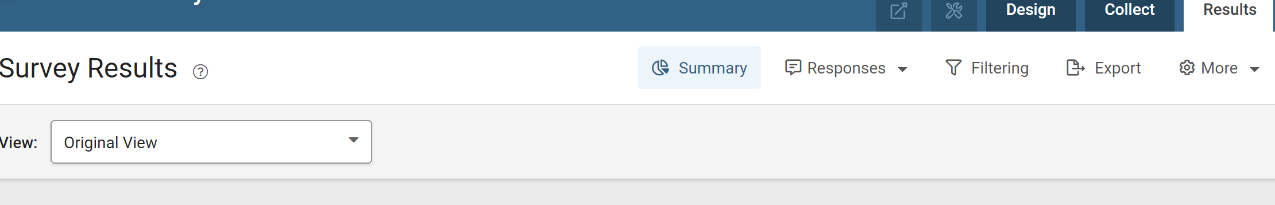 Design Collect Results
Survey Results ? Summary Responses Filtering Export More
View: Original View